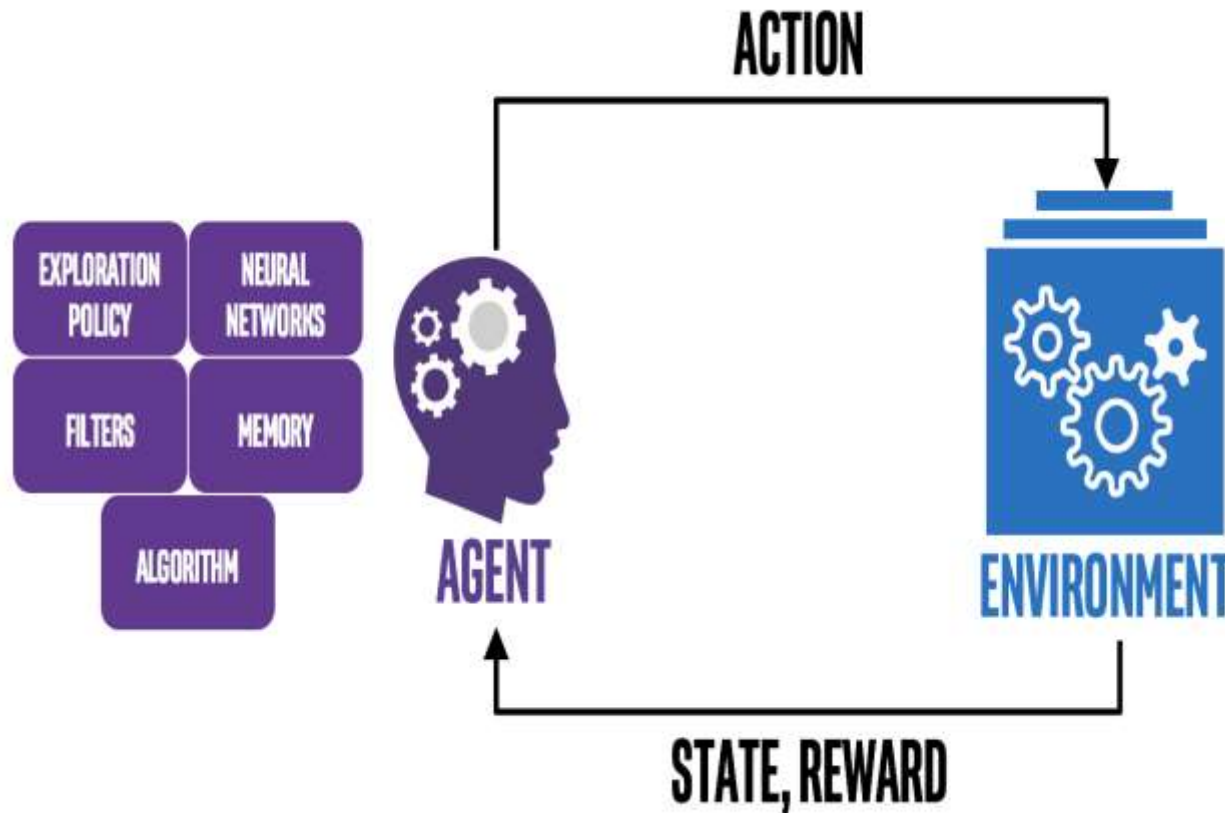 ACTION
EXPLORATION
POLICY
NEURAL
NETWORKS
FILTERS
MEMORY
ALGORITHM
AGENT
ENVIRONMENT
STATE, REWARD